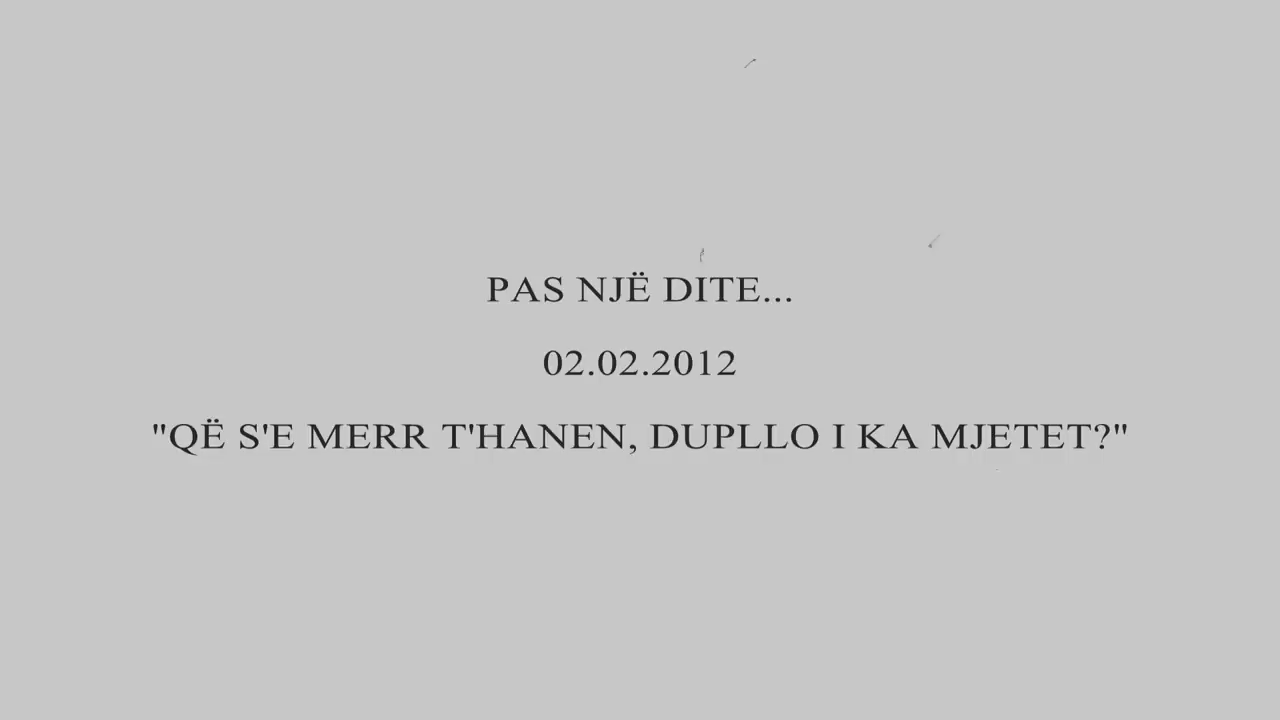 PAS NJË DITE...
02.02.2012
"QË S'E MERR T'HANEN, DUPLLO I KA MJETET?"